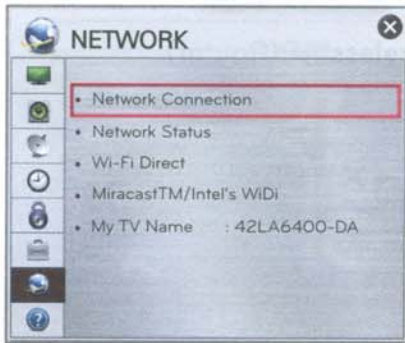 NETWORK
• Network Connection
• Network Status
• Wi-Fi Direct
• MiracastTM/Intel's WiDi
• My TV Name : 42LA6400-DA